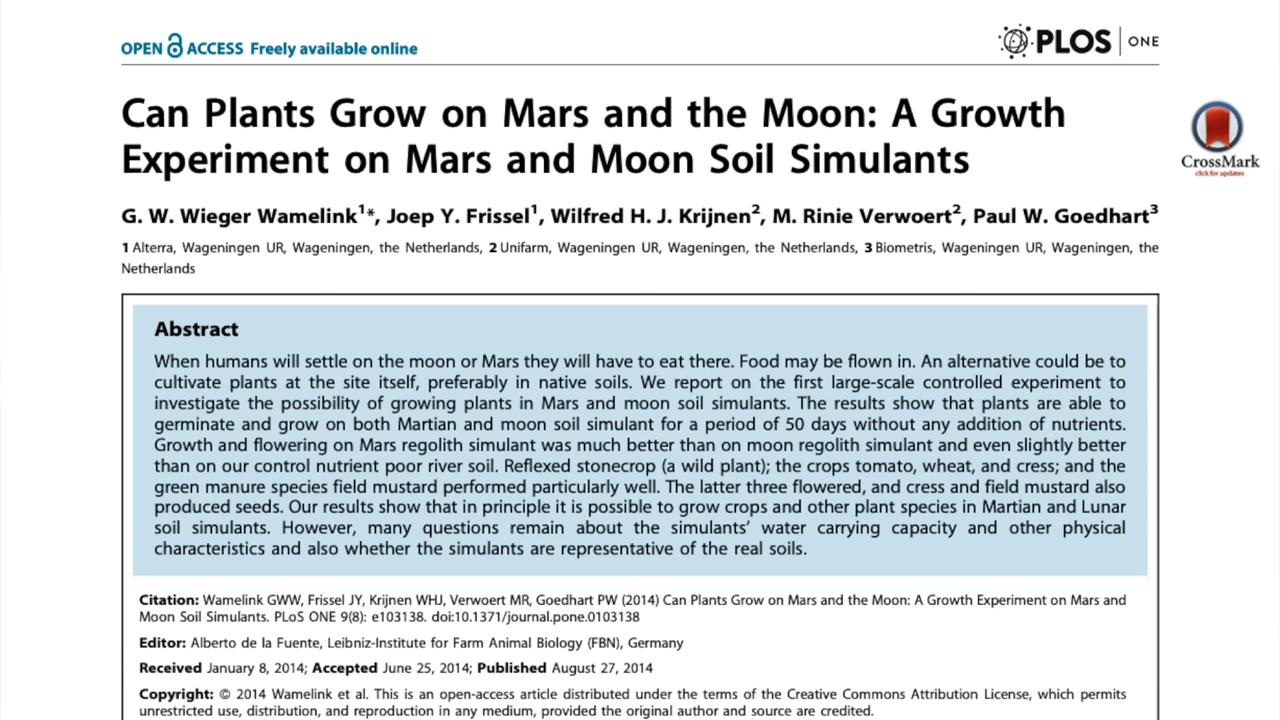 OPEN ACCESS Freely available online
PLOS | ONE
Can Plants Grow on Mars and the Moon: A Growth
Experiment on Mars and Moon Soil Simulants
CrossMark
click for updates
G. W. Wieger Wamelink1*, Joep Y. Frissel1, Wilfred H. J. Krijnen2, M. Rinie Verwoert2, Paul W. Goedhart3
1 Alterra, Wageningen UR, Wageningen, the Netherlands, 2 Unifarm, Wageningen UR, Wageningen, the Netherlands, 3 Biometris, Wageningen UR, Wageningen, the
Netherlands
Abstract
When humans will settle on the moon or Mars they will have to eat there. Food may be flown in. An alternative could be to
cultivate plants at the site itself, preferably in native soils. We report on the first large-scale controlled experiment to
investigate the possibility of growing plants in Mars and moon soil simulants. The results show that plants are able to
germinate and grow on both Martian and moon soil simulant for a period of 50 days without any addition of nutrients.
Growth and flowering on Mars regolith simulant was much better than on moon regolith simulant and even slightly better
than on our control nutrient poor river soil. Reflexed stonecrop (a wild plant); the crops tomato, wheat, and cress; and the
green manure species field mustard performed particularly well. The latter three flowered, and cress and field mustard also
produced seeds. Our results show that in principle it is possible to grow crops and other plant species in Martian and Lunar
soil simulants. However, many questions remain about the simulants' water carrying capacity and other physical
characteristics and also whether the simulants are representative of the real soils.
Citation: Wamelink GWW, Frissel JY, Krijnen WHJ, Verwoert MR, Goedhart PW (2014) Can Plants Grow on Mars and the Moon: A Growth Experiment on Mars and
Moon Soil Simulants. PLoS ONE 9(8): e103138. doi:10.1371/journal.pone.0103138
Editor: Alberto de la Fuente, Leibniz-Institute for Farm Animal Biology (FBN), Germany
Received January 8, 2014; Accepted June 25, 2014; Published August 27, 2014
Copyright: © 2014 Wamelink et al. This is an open-access article distributed under the terms of the Creative Commons Attribution License, which permits
unrestricted use, distribution, and reproduction in any medium, provided the original author and source are credited.